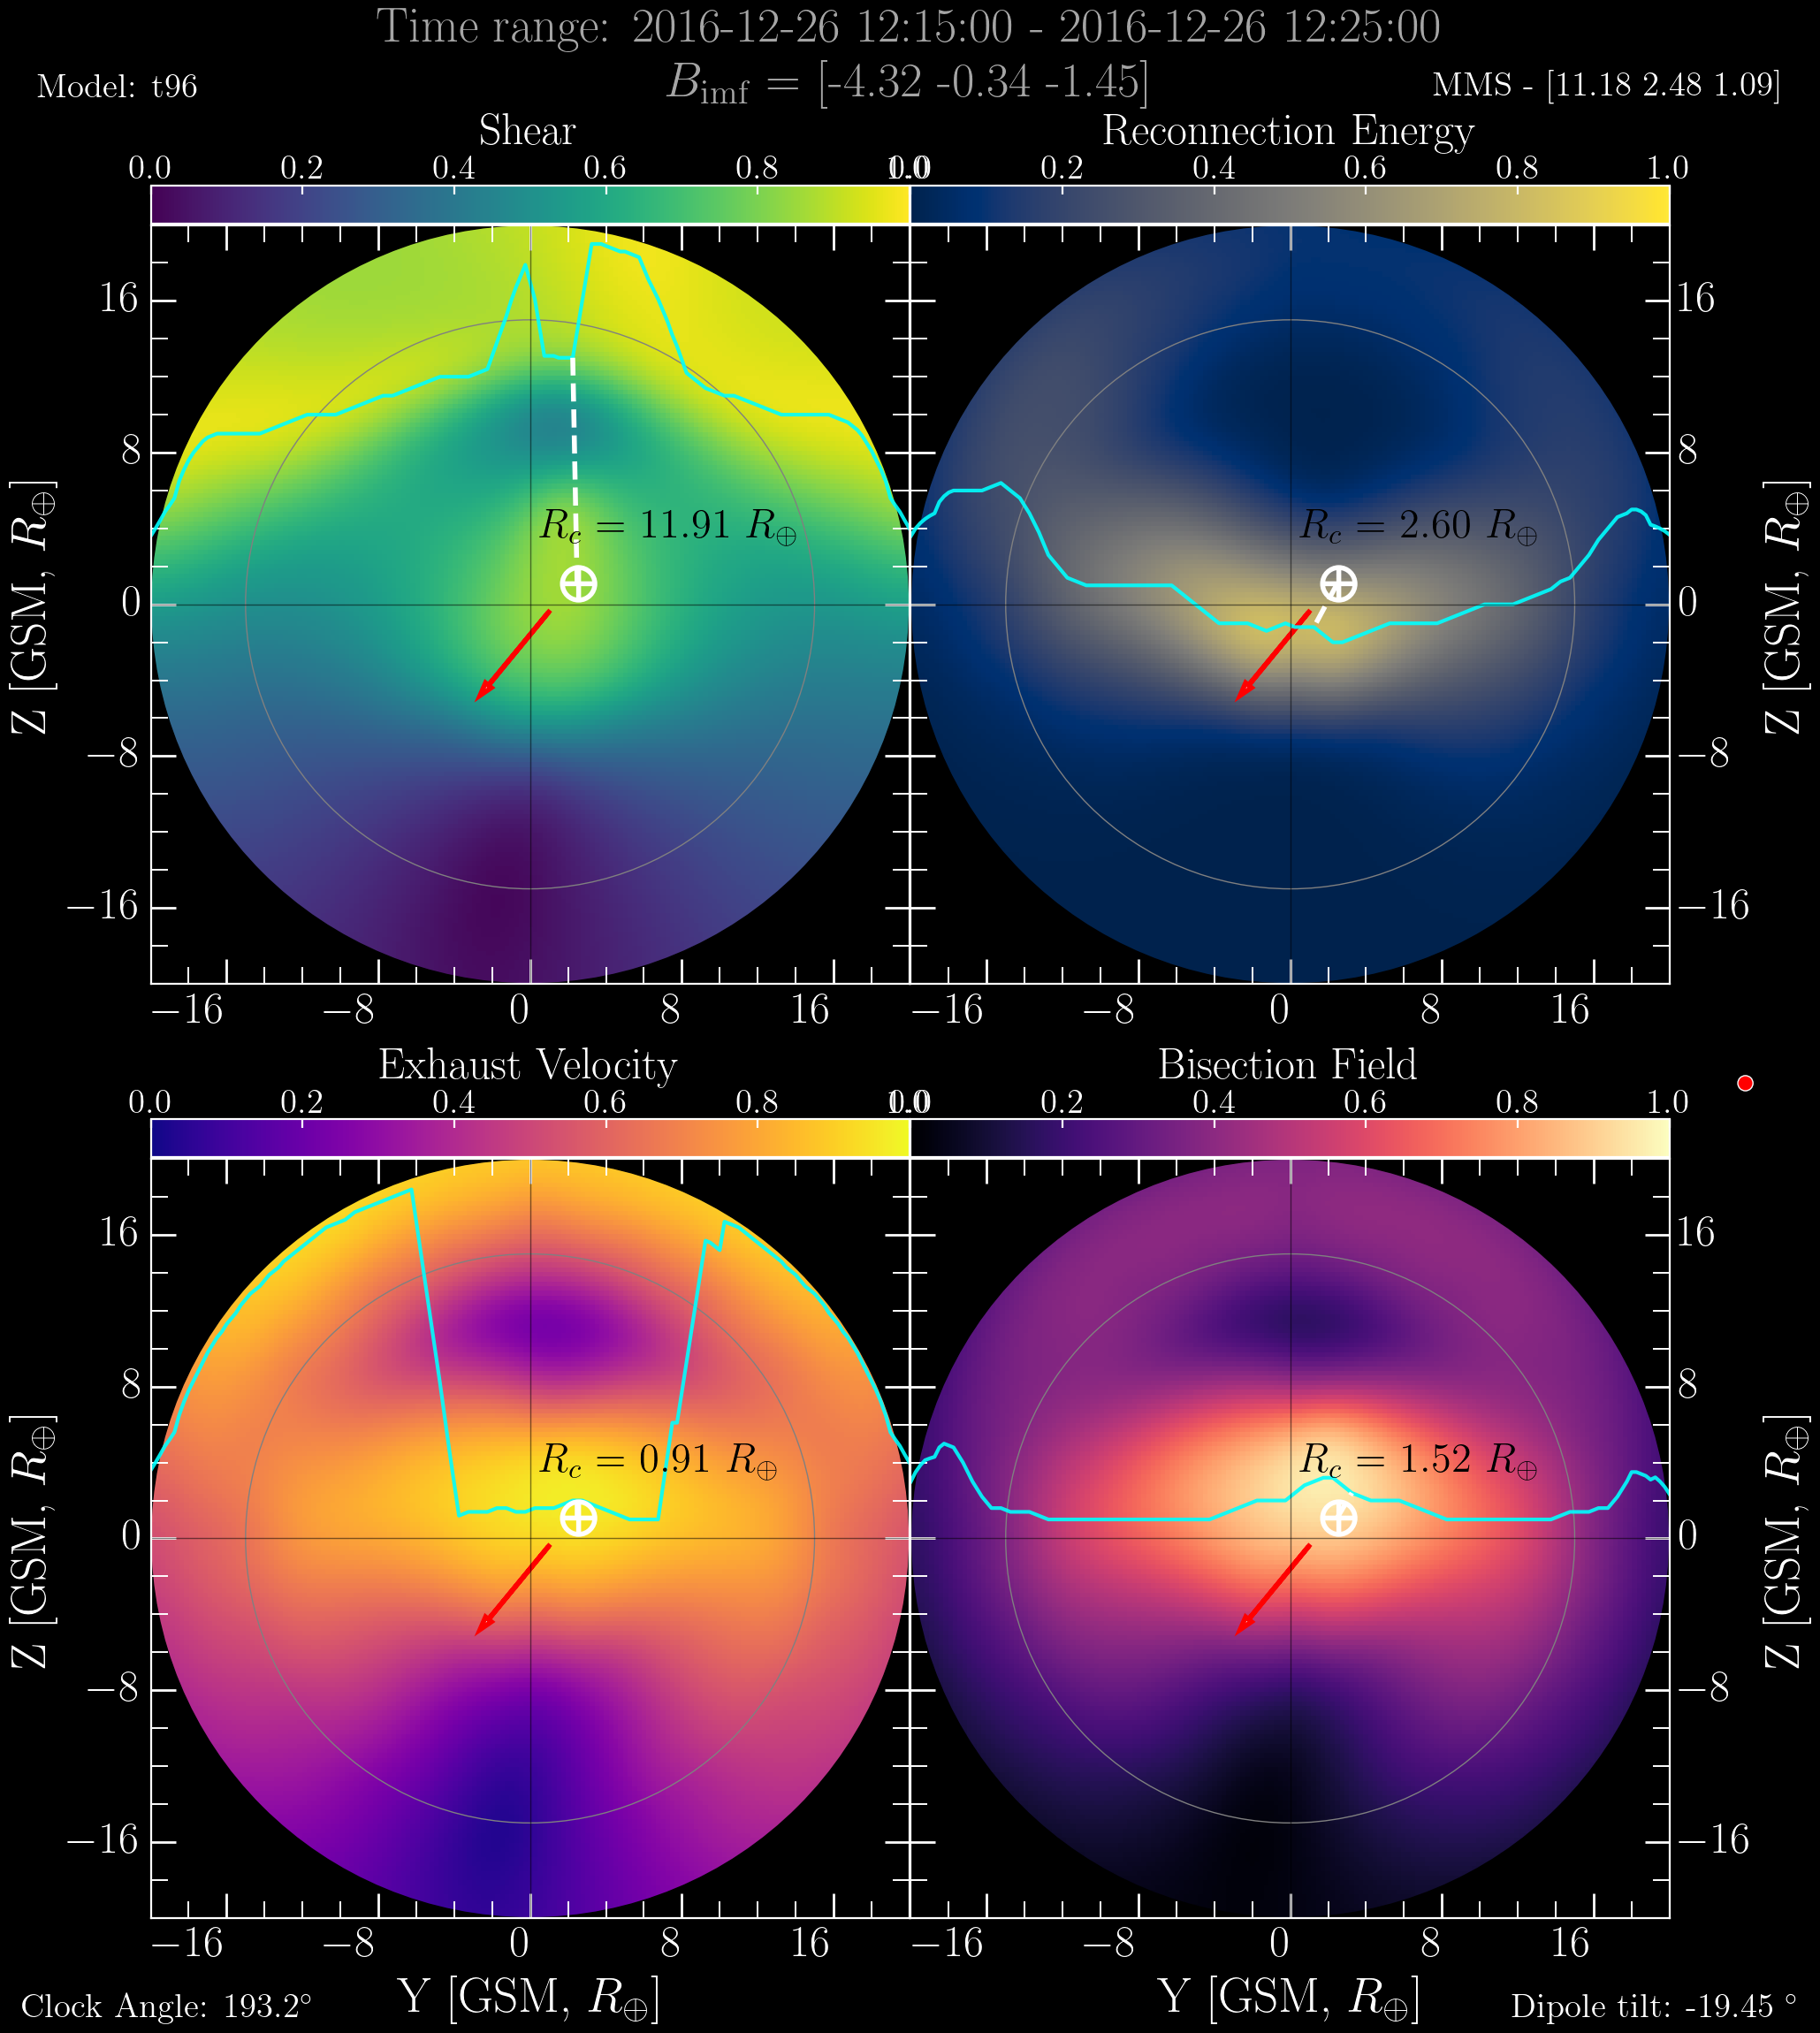 Time range: 2016-12-26 12:15:00 - 2016-12-26 12:25:00
Model: t96
B_imf = [-4.32 -0.34 -1.45]
MMS - [11.18 2.48 1.09]
Shear
Reconnection Energy
0.0 0.2 0.4 0.6 0.8 1.0
0.0 0.2 0.4 0.6 0.8 1.0
16
8
0
−8
−16
Z [GSM, R⊕]
R_c = 11.91 R⊕
R_c = 2.60 R⊕
16
8
0
−8
−16
Z [GSM, R⊕]
−16 −8 0 8 16
−16 −8 0 8 16
Exhaust Velocity
Bisection Field
0.0 0.2 0.4 0.6 0.8 1.0
0.0 0.2 0.4 0.6 0.8 1.0
16
8
0
−8
−16
Z [GSM, R⊕]
R_c = 0.91 R⊕
R_c = 1.52 R⊕
16
8
0
−8
−16
Z [GSM, R⊕]
−16 −8 0 8 16
−16 −8 0 8 16
Y [GSM, R⊕]
Y [GSM, R⊕]
Clock Angle: 193.2°
Dipole tilt: -19.45 °